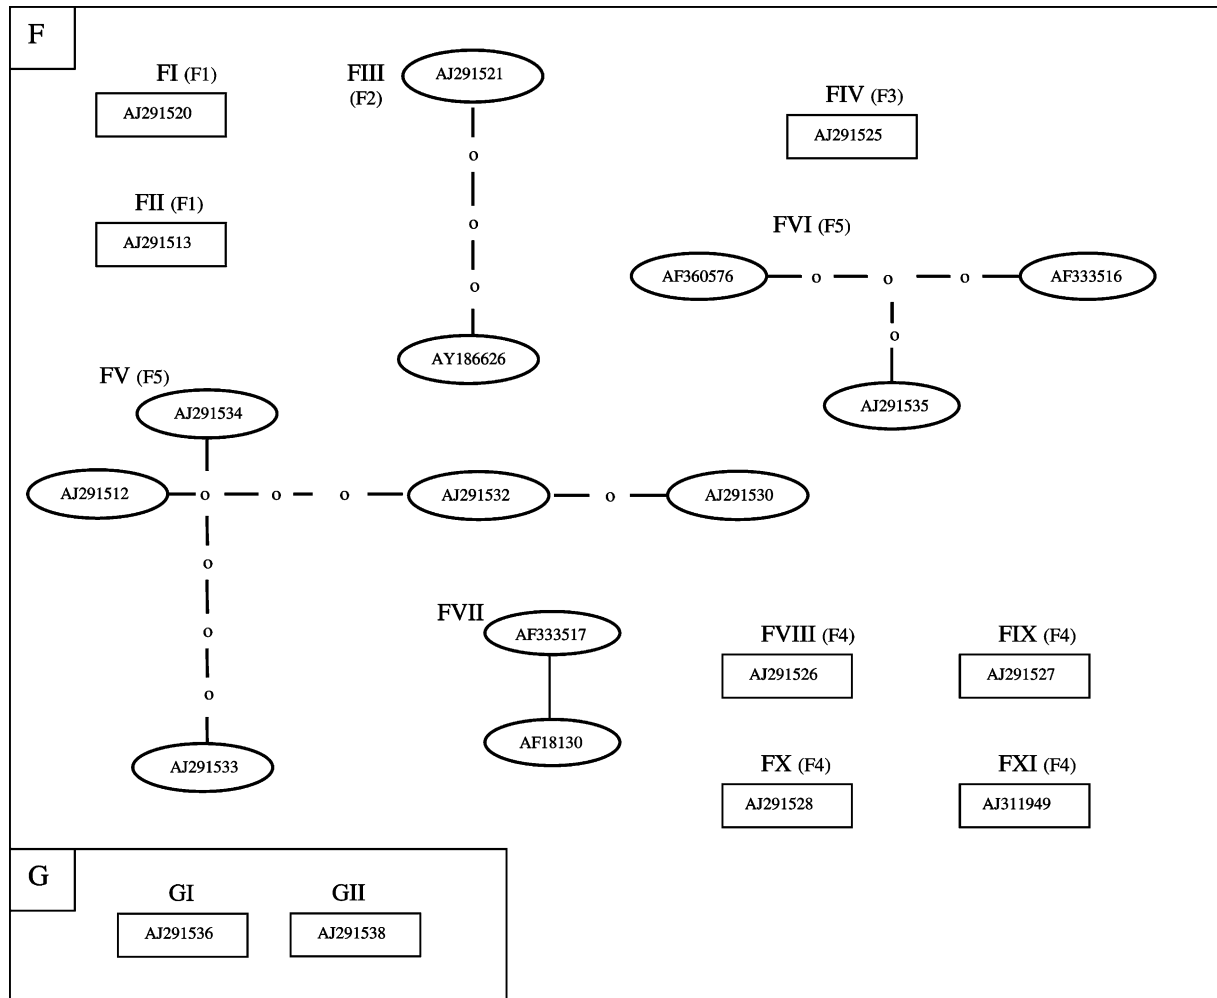 F
FI (F1)
AJ291520
FII (F1)
AJ291513
FIII
(F2)
AJ291521
o
o
o
AY186626
FIV (F3)
AJ291525
FVI (F5)
AF360576 o o o AF333516
o
AJ291535
FV (F5)
AJ291534
AJ291512 o o o AJ291532 o AJ291530
o
o
o
AJ291533
FVII
AF333517
AF18130
FVIII (F4)
AJ291526
FIX (F4)
AJ291527
FX (F4)
AJ291528
FXI (F4)
AJ311949
G
GI
AJ291536
GII
AJ291538